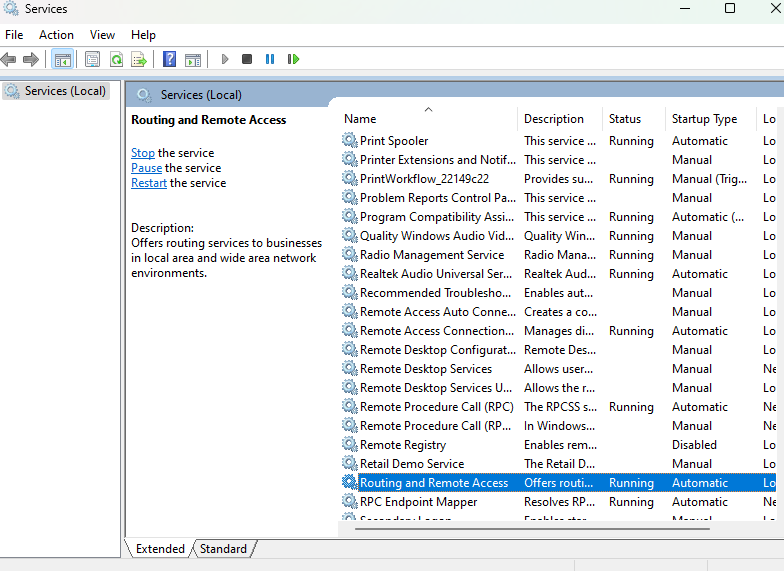 Services
File Action View Help
Services (Local)
Services (Local)
Routing and Remote Access
Stop the service
Pause the service
Restart the service
Description:
Offers routing services to businesses
in local area and wide area network
environments.
Name Description Status Startup Type Lo
Print Spooler This service ... Running Automatic Lo
Printer Extensions and Notif... This service ... Manual Lo
PrintWorkflow_22149c22 Provides su... Running Manual (Trig... Lo
Problem Reports Control Pa... This service ... Manual Lo
Program Compatibility Assi... This service ... Running Automatic (... Lo
Quality Windows Audio Vid... Quality Win... Running Manual Lo
Radio Management Service Radio Mana... Running Manual Lo
Realtek Audio Universal Ser... Realtek Aud... Running Automatic Lo
Recommended Troublesho... Enables aut... Manual Lo
Remote Access Auto Conne... Creates a co... Manual Lo
Remote Access Connection... Manages di... Running Automatic Lo
Remote Desktop Configurat... Remote Des... Manual Lo
Remote Desktop Services Allows user... Manual Ne
Remote Desktop Services U... Allows the r... Manual Lo
Remote Procedure Call (RPC) The RPCSS s... Running Automatic Ne
Remote Procedure Call (RP... In Windows... Manual Ne
Remote Registry Enables rem... Disabled Lo
Retail Demo Service The Retail D... Manual Lo
Routing and Remote Access Offers routi... Running Automatic Lo
RPC Endpoint Mapper Resolves RP... Running Automatic Ne
Extended Standard